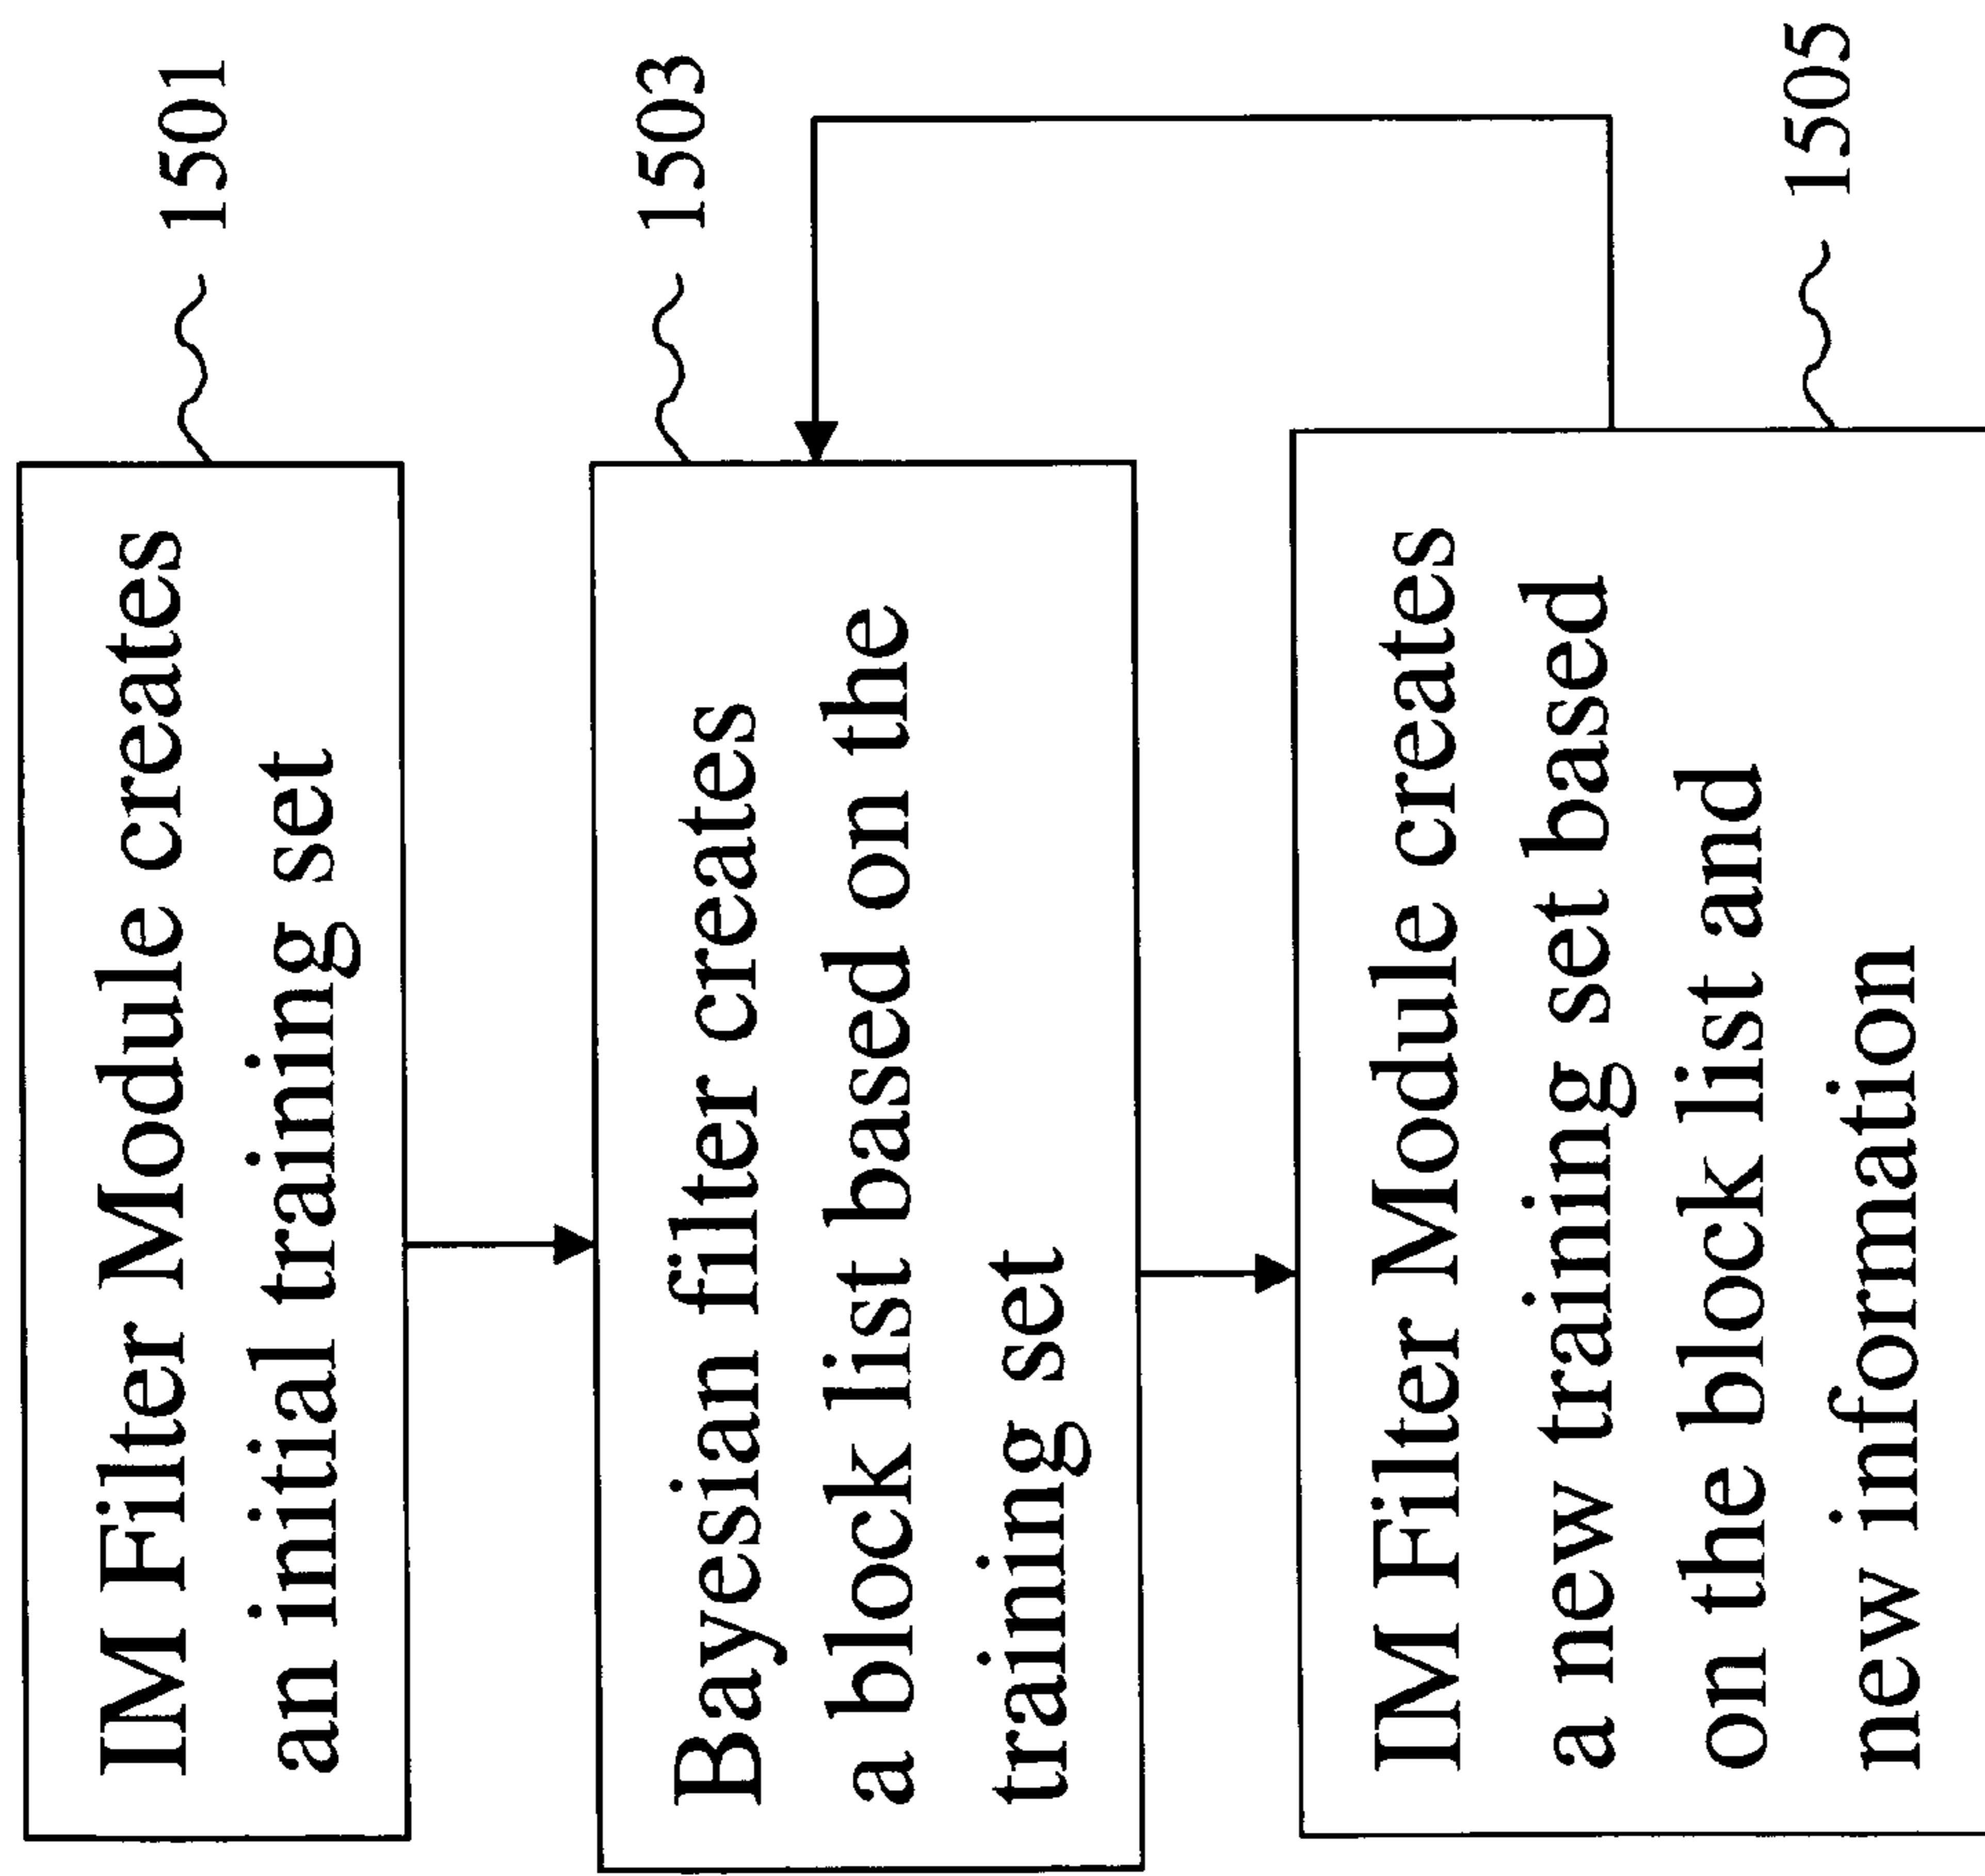 IM Filter Module creates
an initial training set
1501
Bayesian filter creates
a block list based on the
training set
1503
IM Filter Module creates
a new training set based
on the block list and
new information
1505